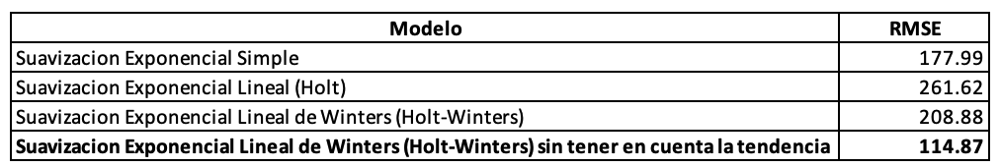 Modelo RMSE
Suavizacion Exponencial Simple 177.99
Suavizacion Exponencial Lineal (Holt) 261.62
Suavizacion Exponencial Lineal de Winters (Holt-Winters) 208.88
Suavizacion Exponencial Lineal de Winters (Holt-Winters) sin tener en cuenta la tendencia 114.87